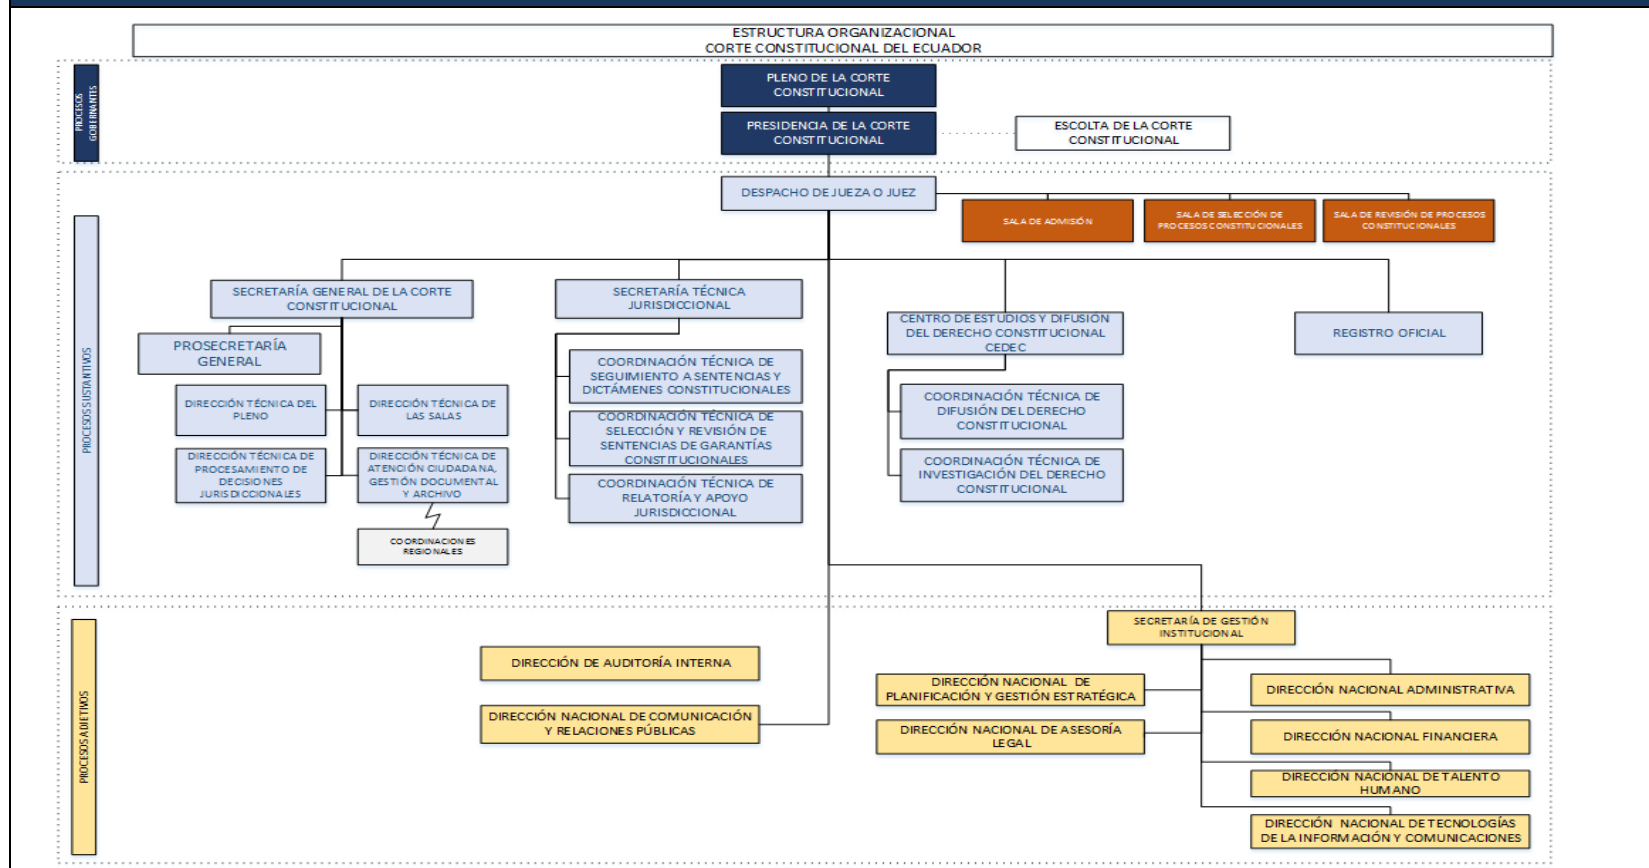 ESTRUCTURA ORGANIZACIONAL
CORTE CONSTITUCIONAL DEL ECUADOR
PROCESOS
GOBERNANTES
PLENO DE LA CORTE
CONSTITUCIONAL
PRESIDENCIA DE LA CORTE
CONSTITUCIONAL
ESCOLTA DE LA CORTE
CONSTITUCIONAL
PROCESOS SUSTANTIVOS
DESPACHO DE JUEZA O JUEZ
SALA DE ADMISIÓN
SALA DE SELECCIÓN DE
PROCESOS CONSTITUCIONALES
SALA DE REVISIÓN DE PROCESOS
CONSTITUCIONALES
SECRETARÍA GENERAL DE LA CORTE
CONSTITUCIONAL
PROSECRETARÍA
GENERAL
DIRECCIÓN TÉCNICA DEL
PLENO
DIRECCIÓN TÉCNICA DE
LAS SALAS
DIRECCIÓN TÉCNICA DE
PROCESAMIENTO DE
DECISIONES
JURISDICCIONALES
DIRECCIÓN TÉCNICA DE
ATENCIÓN CIUDADANA,
GESTIÓN DOCUMENTAL
Y ARCHIVO
COORDINACIONES
REGIONALES
SECRETARÍA TÉCNICA
JURISDICCIONAL
COORDINACIÓN TÉCNICA DE
SEGUIMIENTO A SENTENCIAS Y
DICTÁMENES CONSTITUCIONALES
COORDINACIÓN TÉCNICA DE
SELECCIÓN Y REVISIÓN DE
SENTENCIAS DE GARANTÍAS
CONSTITUCIONALES
COORDINACIÓN TÉCNICA DE
RELATORÍA Y APOYO
JURISDICCIONAL
CENTRO DE ESTUDIOS Y DIFUSIÓN
DEL DERECHO CONSTITUCIONAL
CEDEC
COORDINACIÓN TÉCNICA DE
DIFUSIÓN DEL DERECHO
CONSTITUCIONAL
COORDINACIÓN TÉCNICA DE
INVESTIGACIÓN DEL DERECHO
CONSTITUCIONAL
REGISTRO OFICIAL
PROCESOS ADJETIVOS
DIRECCIÓN DE AUDITORÍA INTERNA
DIRECCIÓN NACIONAL DE COMUNICACIÓN
Y RELACIONES PÚBLICAS
SECRETARÍA DE GESTIÓN
INSTITUCIONAL
DIRECCIÓN NACIONAL DE
PLANIFICACIÓN Y GESTIÓN ESTRATÉGICA
DIRECCIÓN NACIONAL DE ASESORÍA
LEGAL
DIRECCIÓN NACIONAL ADMINISTRATIVA
DIRECCIÓN NACIONAL FINANCIERA
DIRECCIÓN NACIONAL DE TALENTO
HUMANO
DIRECCIÓN NACIONAL DE TECNOLOGÍAS
DE LA INFORMACIÓN Y COMUNICACIONES